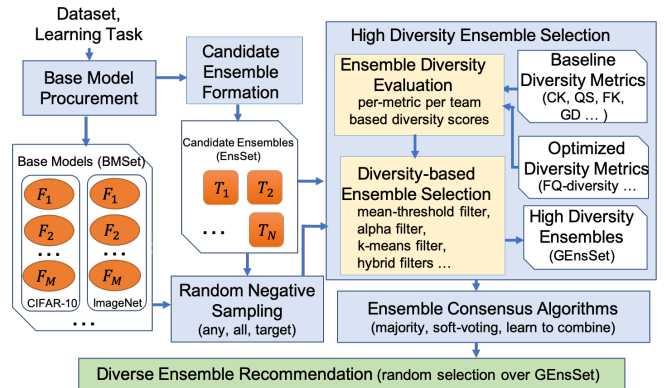 Dataset,
Learning Task
Base Model
Procurement
Candidate
Ensemble
Formation
Base Models (BMSet)
F1 F1
F2 F2
... ...
FM FM
CIFAR-10 ImageNet
...
Candidate Ensembles
(EnsSet)
T1 T2
... TN
Random Negative
Sampling
(any, all, target)
High Diversity Ensemble Selection
Ensemble Diversity
Evaluation
per-metric per team
based diversity scores
Baseline
Diversity Metrics
(CK, QS, FK,
GD ... )
Optimized
Diversity Metrics
(FQ-diversity ...
Diversity-based
Ensemble Selection
mean-threshold filter,
alpha filter,
k-means filter,
hybrid filters ...
High Diversity
Ensembles
(GEnsSet)
Ensemble Consensus Algorithms
(majority, soft-voting, learn to combine)
Diverse Ensemble Recommendation (random selection over GEnsSet)